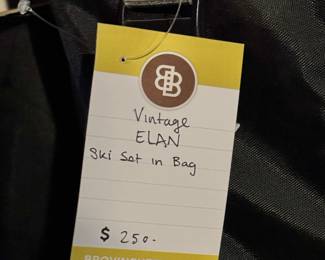 B B
Vintage
ELAN
Ski Set in Bag
$ 250.-